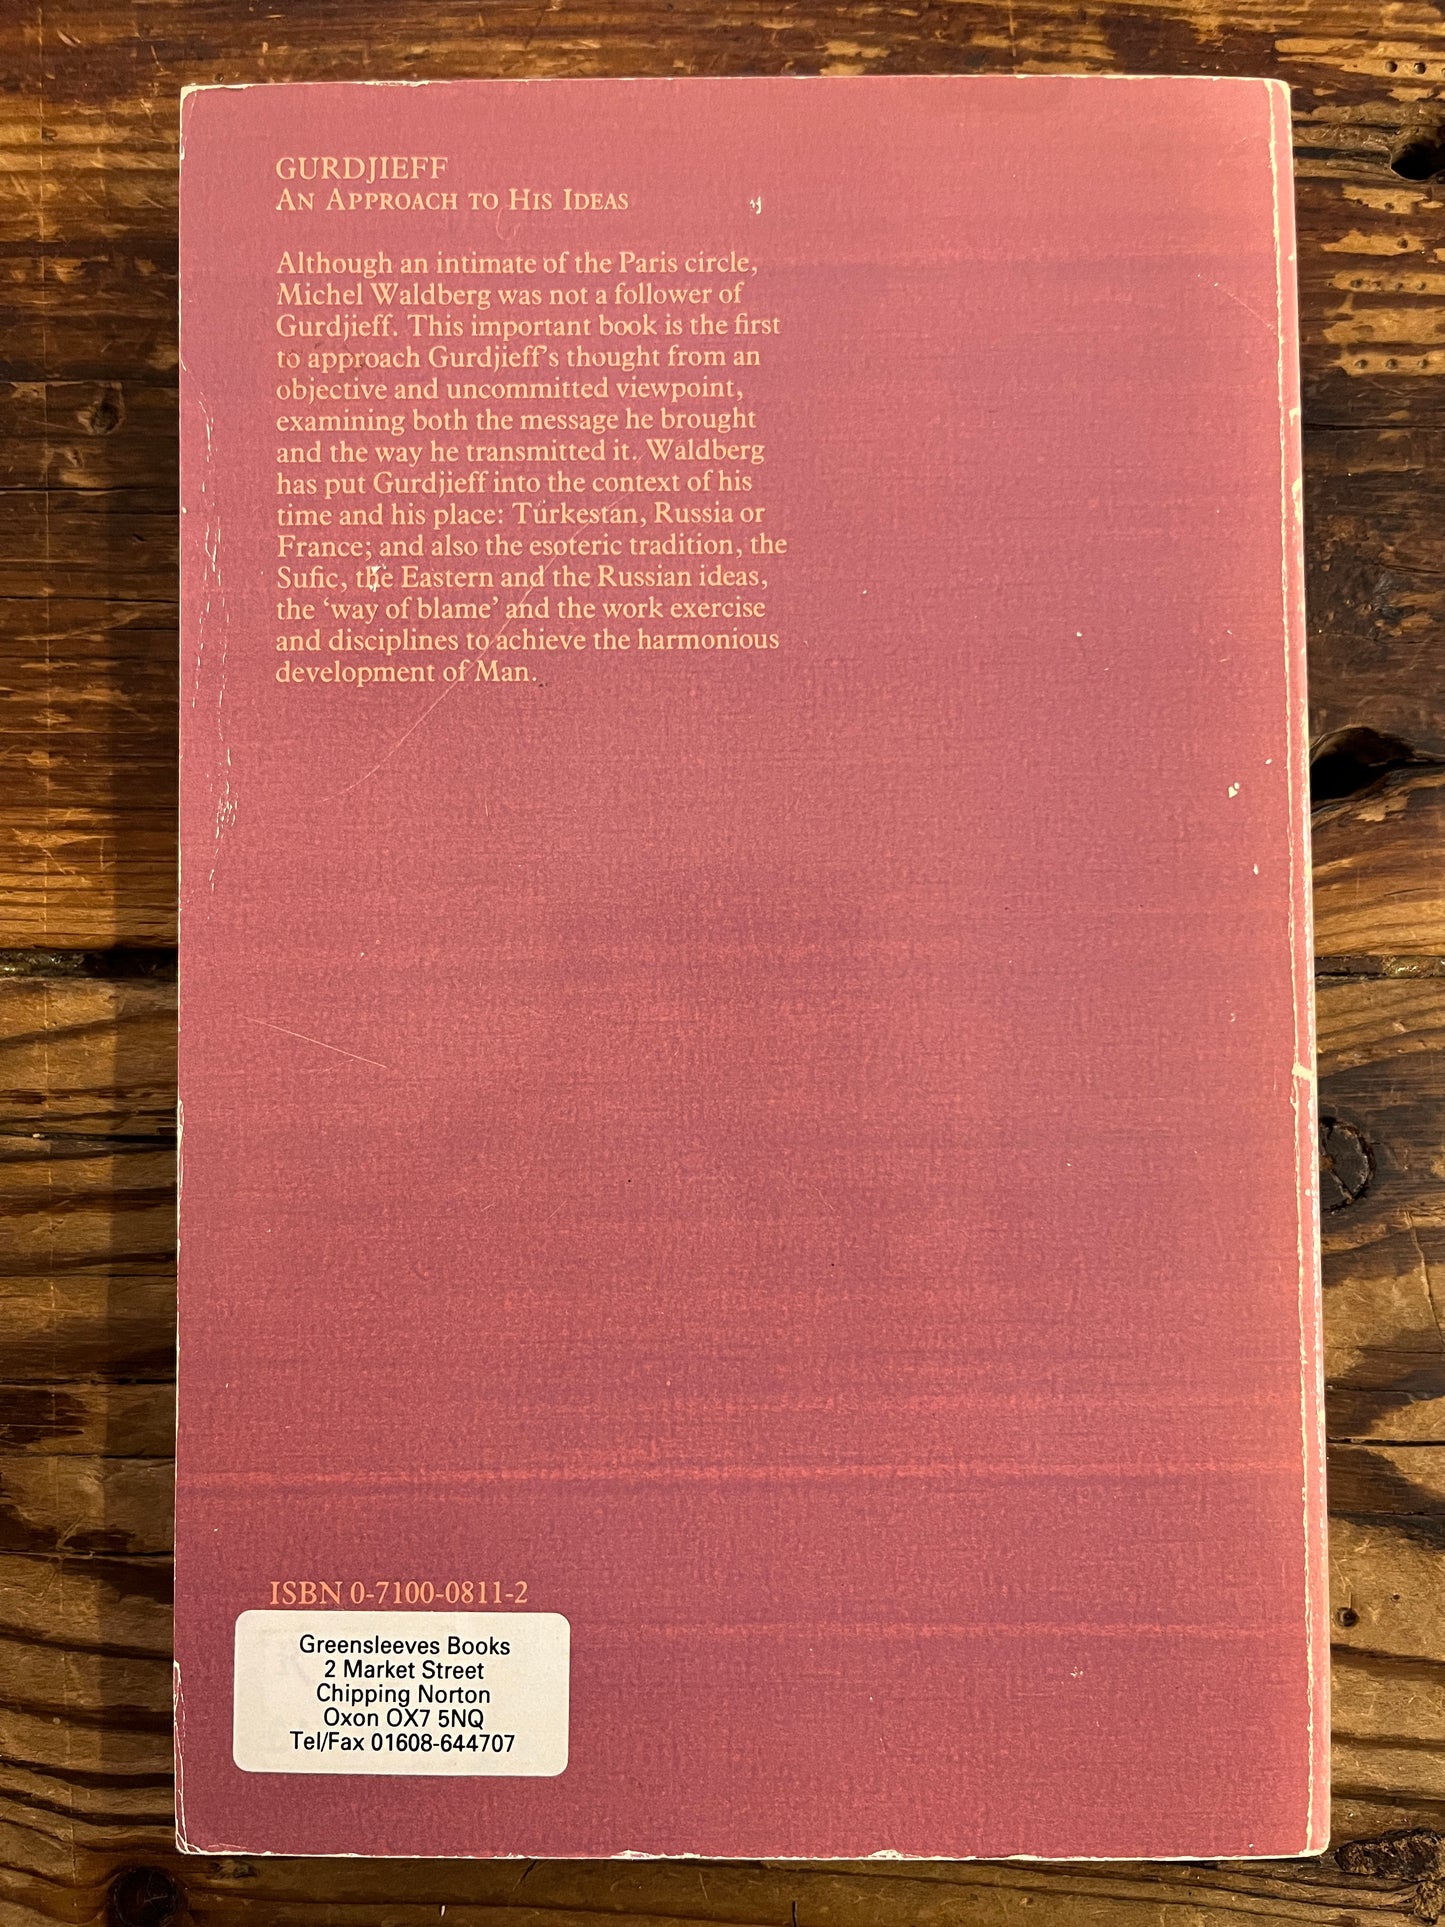 GURDJIEFF
AN APPROACH TO HIS IDEAS
Although an intimate of the Paris circle,
Michel Waldberg was not a follower of
Gurdjieff. This important book is the first
to approach Gurdjieff's thought from an
objective and uncommitted viewpoint,
examining both the message he brought
and the way he transmitted it. Waldberg
has put Gurdjieff into the context of his
time and his place: Turkestan, Russia or
France; and also the esoteric tradition, the
Sufic, the Eastern and the Russian ideas,
the ‘way of blame’ and the work exercise
and disciplines to achieve the harmonious
development of Man.
ISBN 0-7100-0811-2
Greensleeves Books
2 Market Street
Chipping Norton
Oxon OX7 5NQ
Tel/Fax 01608-644707